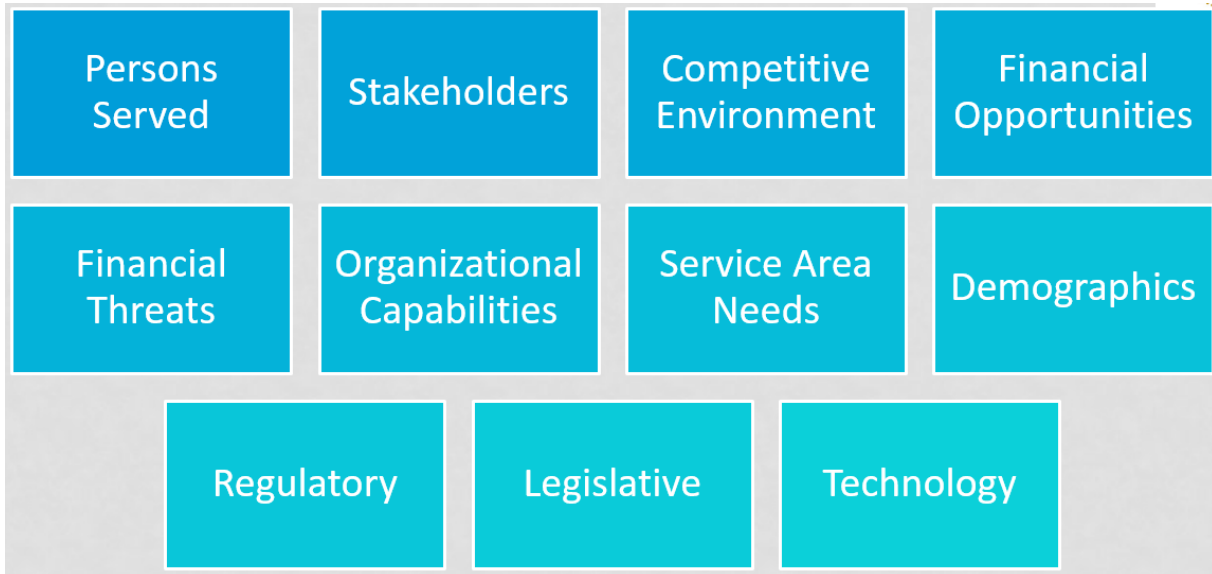 Persons
Served
Stakeholders
Competitive
Environment
Financial
Opportunities
Financial
Threats
Organizational
Capabilities
Service Area
Needs
Demographics
Regulatory
Legislative
Technology